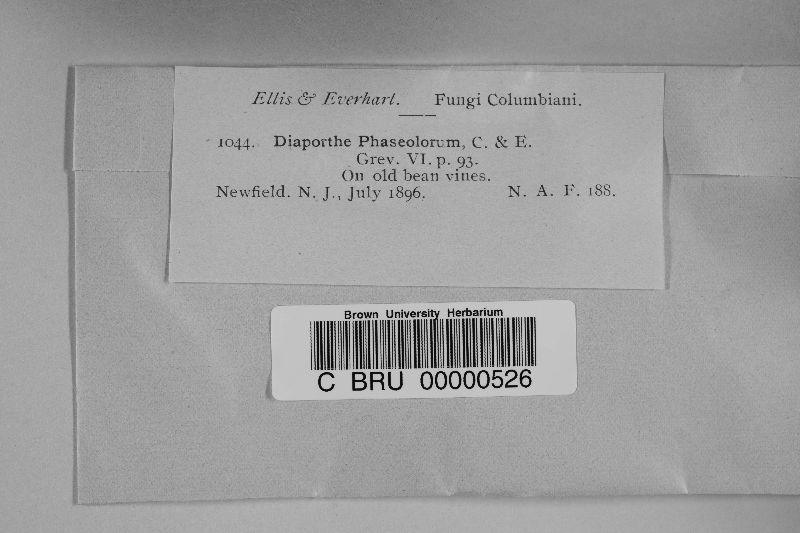 Ellis & Everhart. Fungi Columbiani.
1044. Diaporthe Phaseolorum, C. & E.
Grev. VI. p. 93.
On old bean vines.
Newfield. N. J., July 1896. N. A. F. 188.
Brown University Herbarium
C BRU 00000526